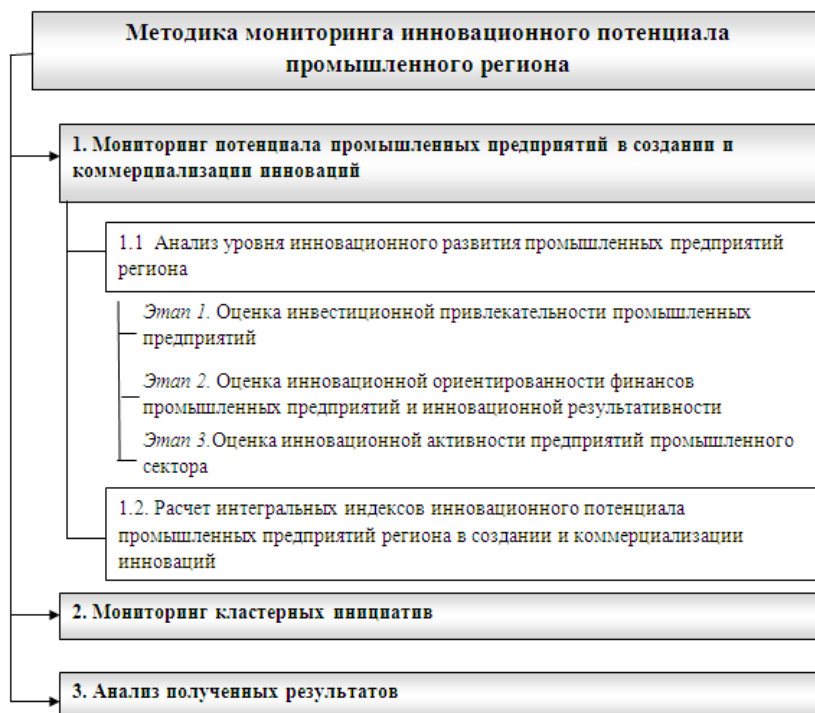 Методика мониторинга инновационного потенциала
промышленного региона
1. Мониторинг потенциала промышленных предприятий в создании и
коммерциализации инноваций
1.1 Анализ уровня инновационного развития промышленных предприятий
региона
Этап 1. Оценка инвестиционной привлекательности промышленных
предприятий
Этап 2. Оценка инновационной ориентированности финансов
промышленных предприятий и инновационной результативности
Этап 3.Оценка инновационной активности предприятий промышленного
сектора
1.2. Расчет интегральных индексов инновационного потенциала
промышленных предприятий региона в создании и коммерциализации
инноваций
2. Мониторинг кластерных инициатив
3. Анализ полученных результатов